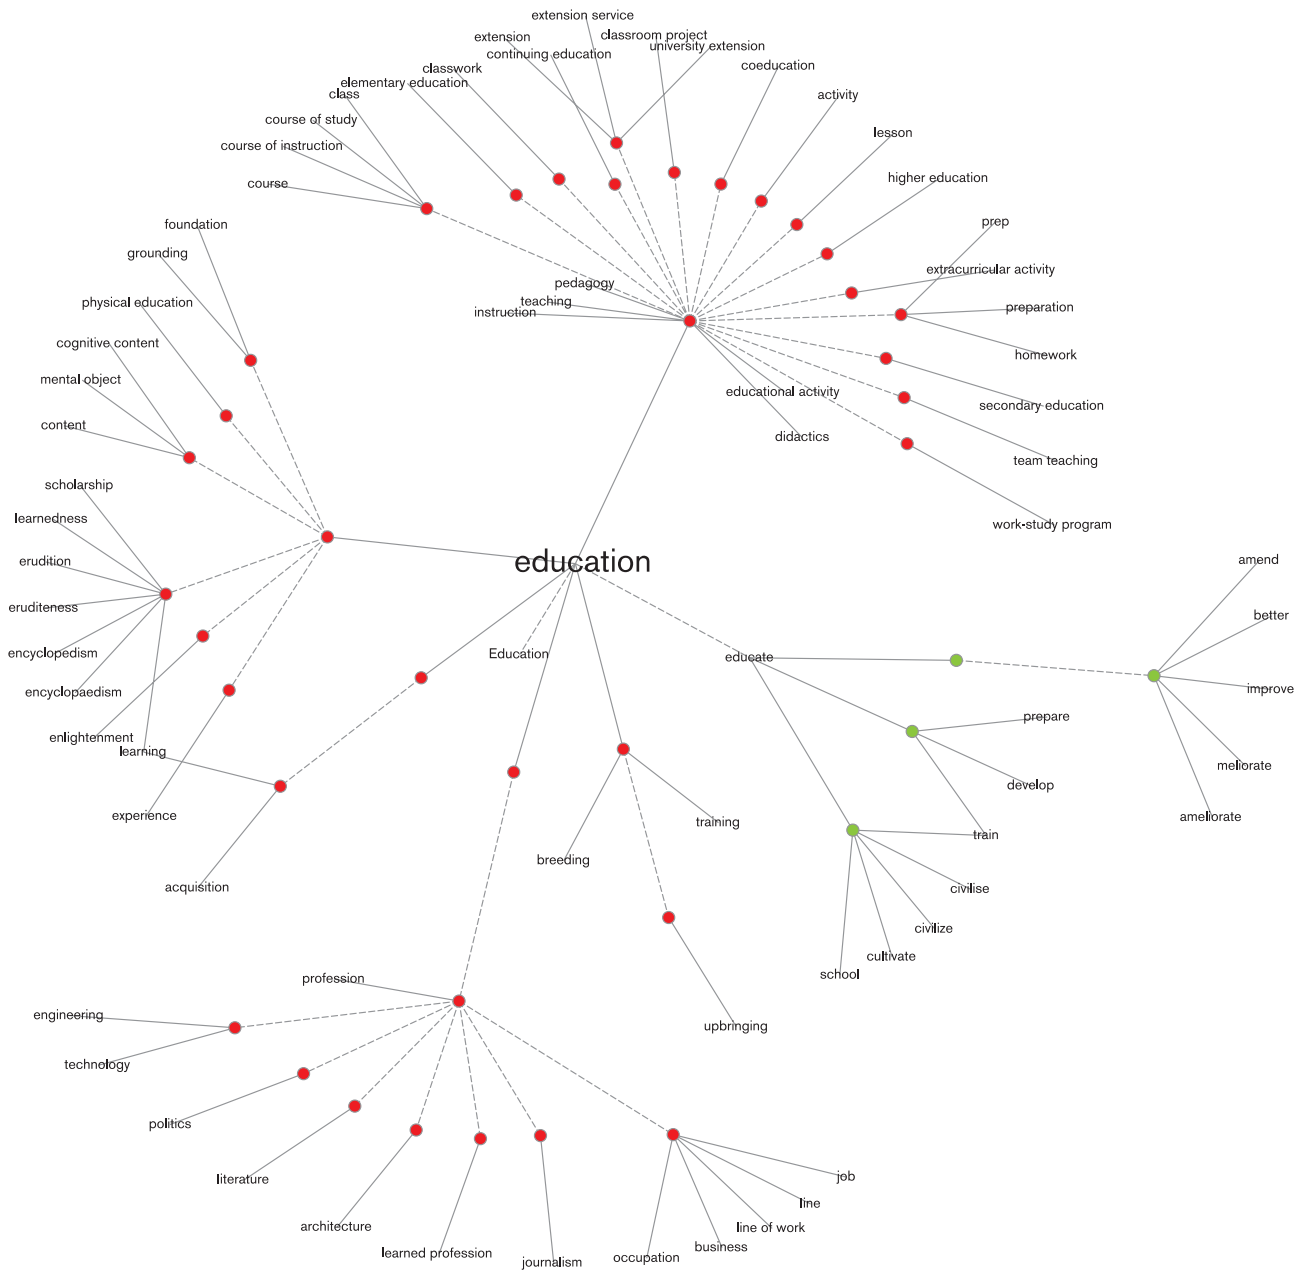 extension service
extension
classroom project
university extension
continuing education
coeducation
classwork
elementary education
class
activity
course of study
lesson
course of instruction
higher education
course
foundation
prep
grounding
extracurricular activity
pedagogy
teaching
instruction
physical education
preparation
cognitive content
homework
mental object
educational activity
secondary education
content
didactics
team teaching
scholarship
learnedness
work-study program
erudition
education
amend
eruditeness
better
encyclopedism
Education
educate
encyclopaedism
improve
enlightenment
learning
prepare
meliorate
develop
experience
training
ameliorate
train
breeding
acquisition
civilise
civilize
cultivate
school
profession
engineering
upbringing
technology
politics
literature
job
line
architecture
line of work
learned profession
business
journalism
occupation